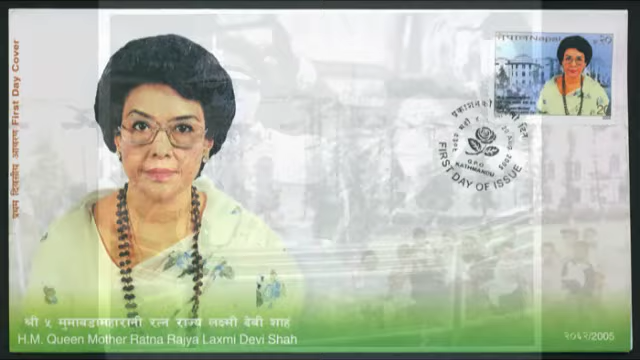 प्रथम दिवसीय आवरण First Day Cover
नेपाल Nepal
G.P.O
KATHMANDU
FIRST DAY OF ISSUE
श्री ५ मुमाबडामहारानी रत्न राज्य लक्ष्मी देवी शाह
H.M. Queen Mother Ratna Rajya Laxmi Devi Shah
२०६२/2005